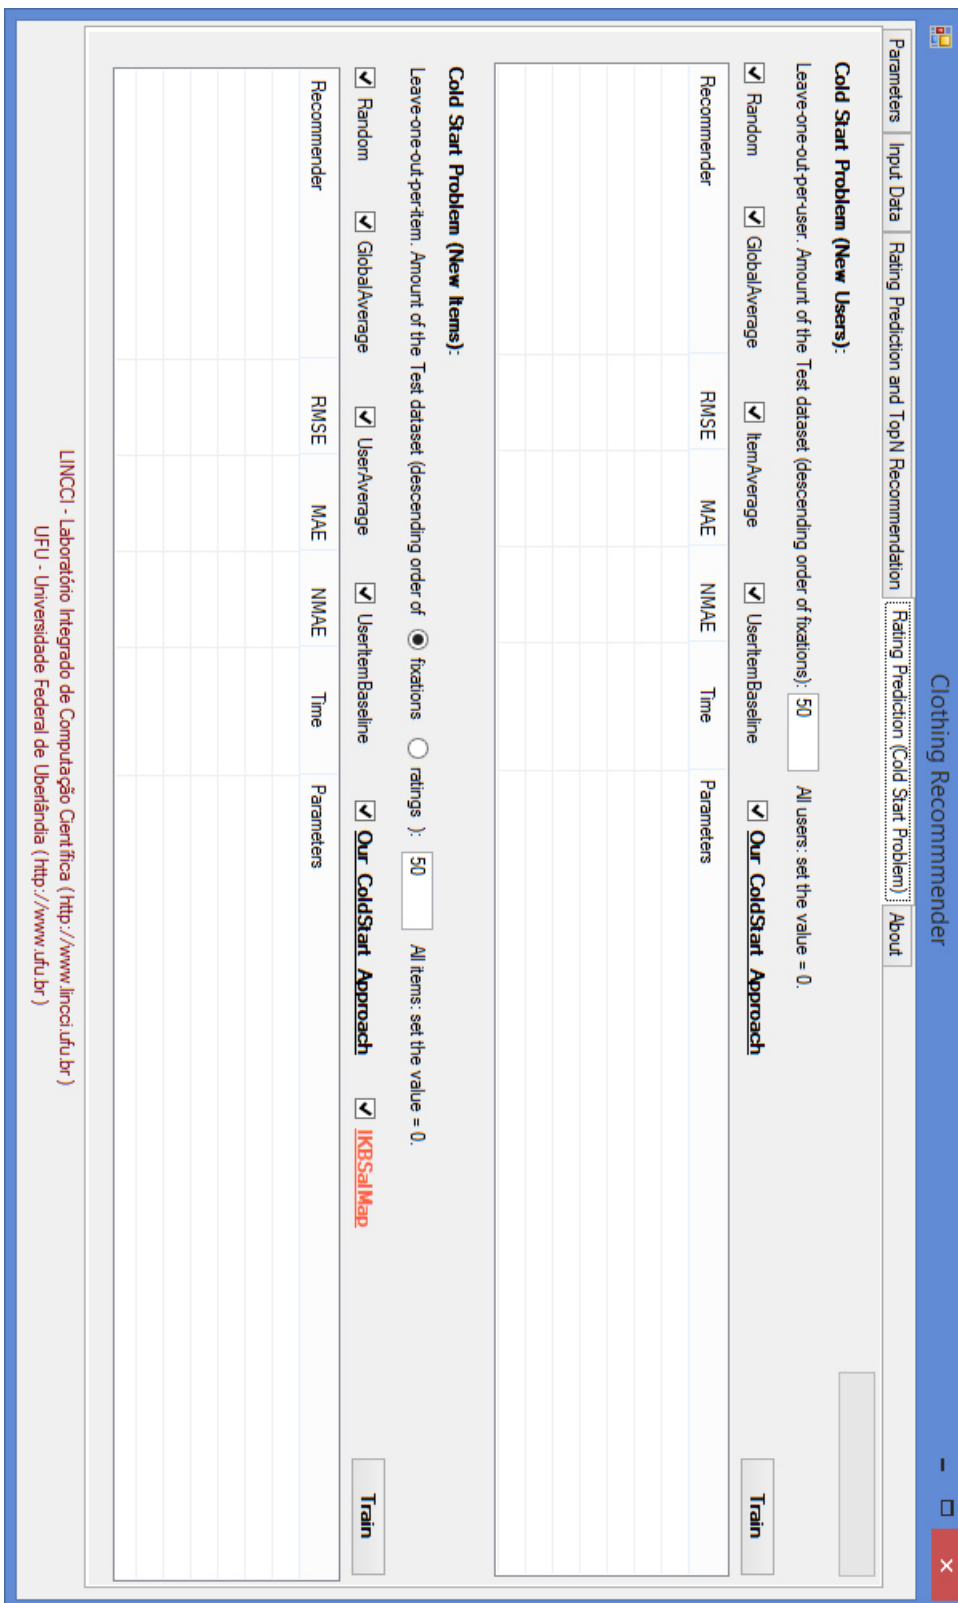 Clothing Recommmender
Parameters Input Data Rating Prediction and TopN Recommendation Rating Prediction (Cold Start Problem) About
Cold Start Problem (New Users):
Leave-one-out-per-user. Amount of the Test dataset (descending order of fixations): 50 All users: set the value = 0.
Random GlobalAverage ItemAverage UserItemBaseline Our ColdStart Approach Train
Recommender RMSE MAE NMAE Time Parameters
Cold Start Problem (New Items):
Leave-one-out-per-item. Amount of the Test dataset (descending order of fixations ratings ): 50 All items: set the value = 0.
Random GlobalAverage UserAverage UserItemBaseline Our ColdStart Approach IKBSalMap Train
Recommender RMSE MAE NMAE Time Parameters
LINCCI - Laboratório Integrado de Computação Científica ( http://www.lincci.ufu.br )
UFU - Universidade Federal de Uberlândia ( http://www.ufu.br )